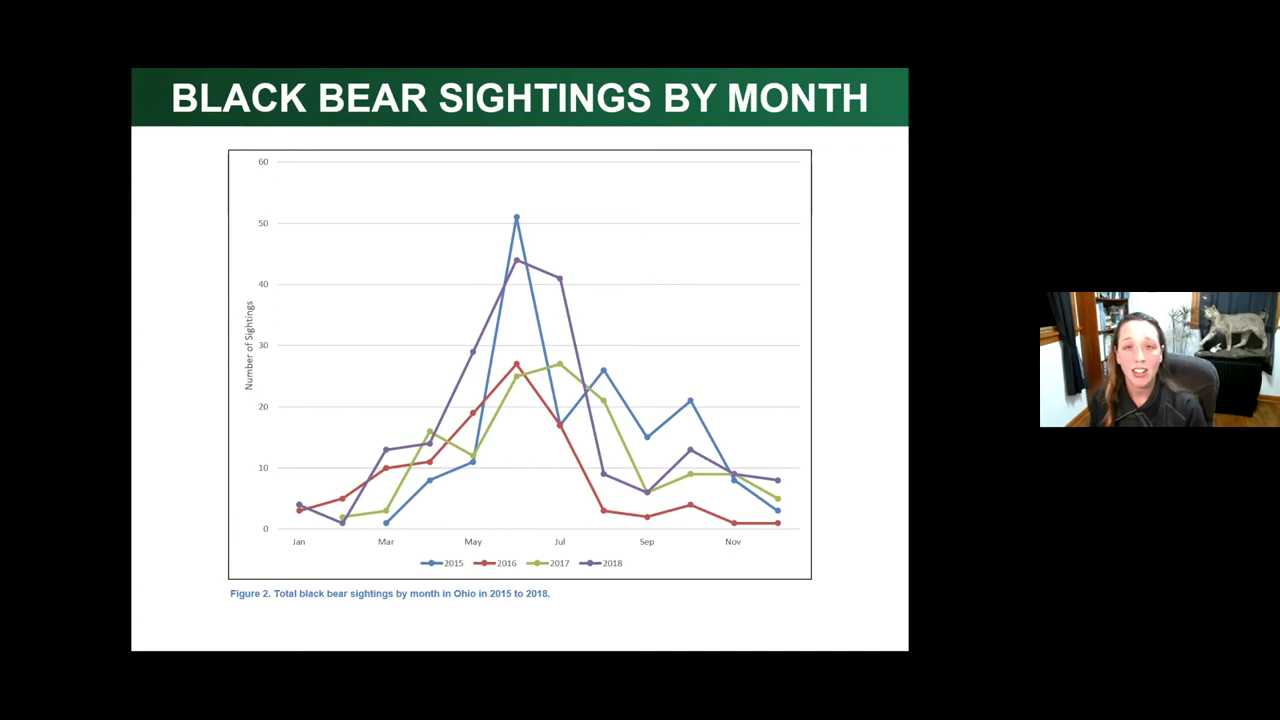 BLACK BEAR SIGHTINGS BY MONTH
60
50
40
30
20
10
0
Number of Sightings
Jan Mar May Jul Sep Nov
2015 2016 2017 2018
Figure 2. Total black bear sightings by month in Ohio in 2015 to 2018.